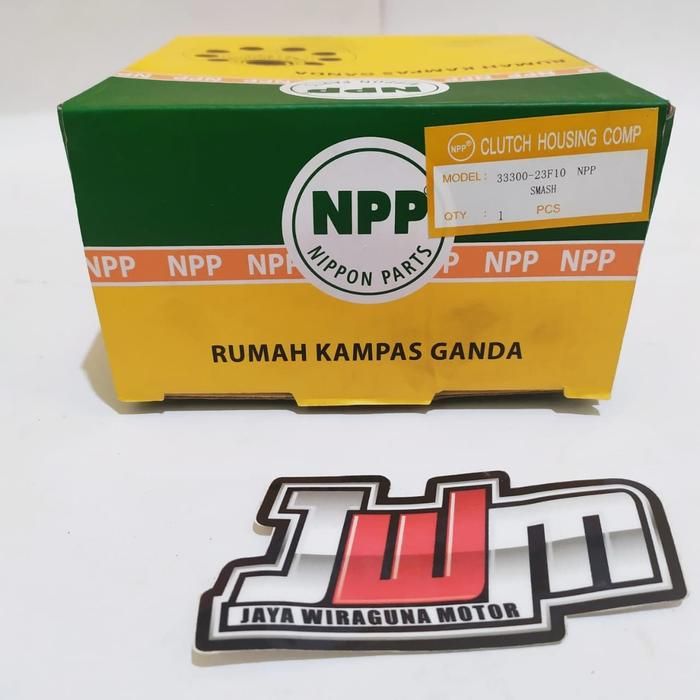 RUMAH KAMPAS GANDA
NPP
NPP
NPP
NIPPON PARTS
NPP® CLUTCH HOUSING COMP
MODEL: 33300-23F10 NPP
SMASH
QTY : 1 PCS
NPP NPP NPP NPP NPP
RUMAH KAMPAS GANDA
JWM
JAYA WIRAGUNA MOTOR